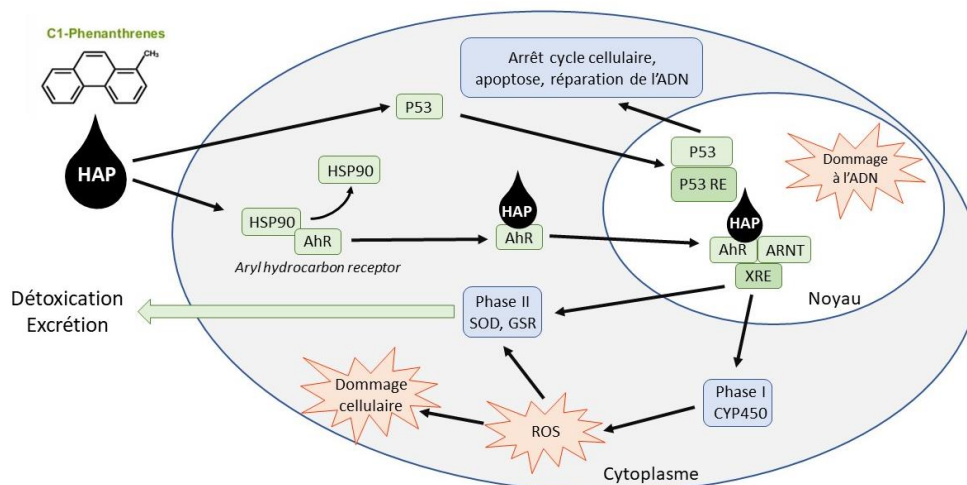 C1-Phenanthrenes
CH₃
HAP
Arrêt cycle cellulaire,
apoptose, réparation de l'ADN
P53
HSP90
HSP90
AhR
Aryl hydrocarbon receptor
HAP
AhR
P53
P53 RE
Dommage
à l'ADN
HAP
AhR
ARNT
XRE
Noyau
Détoxication
Excrétion
Phase II
SOD, GSR
Dommage
cellulaire
ROS
Phase I
CYP450
Cytoplasme